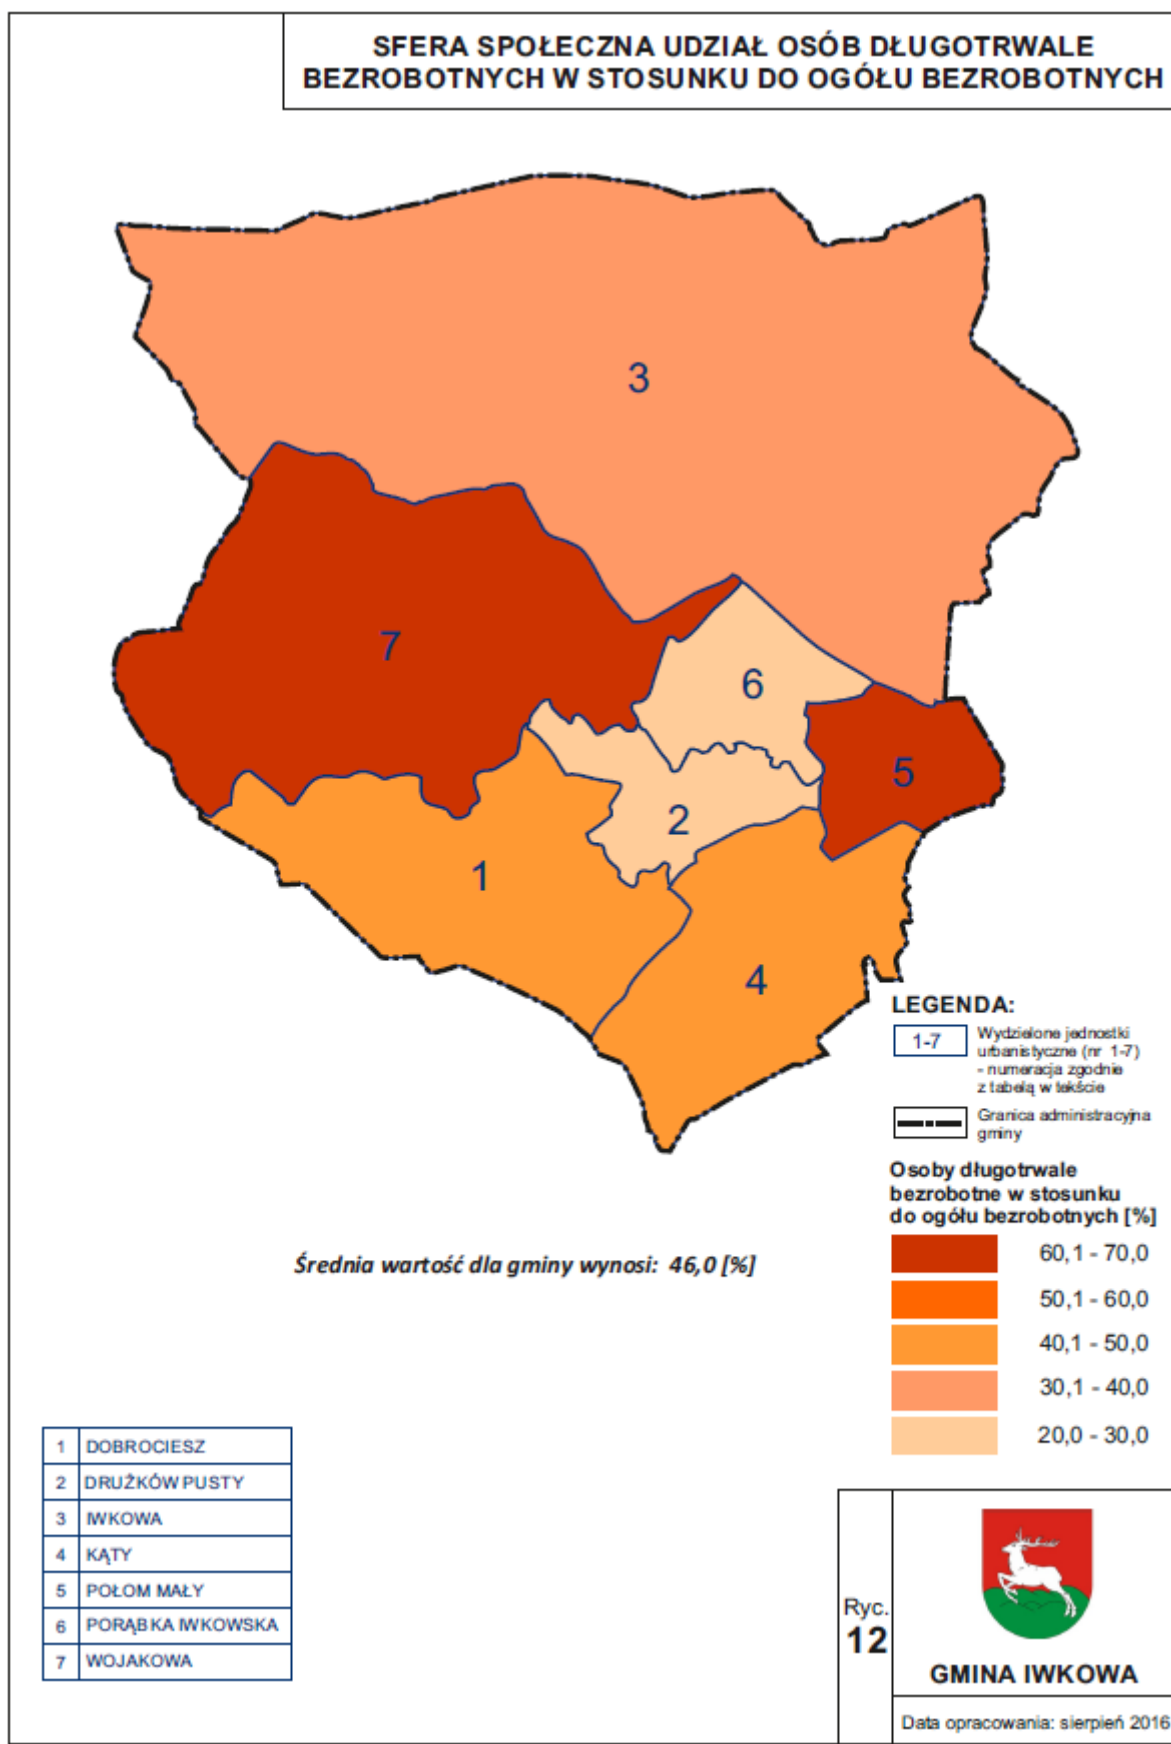 SFERA SPOŁECZNA UDZIAŁ OSÓB DŁUGOTRWALE
BEZROBOTNYCH W STOSUNKU DO OGÓŁU BEZROBOTNYCH
3
7
6
5
2
1
4
LEGENDA:
1-7
Wydzielone jednostki
urbanistyczne (nr 1-7)
- numeracja zgodnie
z tabelą w tekście
Granica administracyjna
gminy
Osoby długotrwale
bezrobotne w stosunku
do ogółu bezrobotnych [%]
60,1 - 70,0
50,1 - 60,0
40,1 - 50,0
30,1 - 40,0
20,0 - 30,0
Średnia wartość dla gminy wynosi: 46,0 [%]
1 DOBROCIESZ
2 DRUŻKÓW PUSTY
3 IWKOWA
4 KĄTY
5 POŁOM MAŁY
6 PORĄBKA IWKOWSKA
7 WOJAKOWA
Ryc.
12
GMINA IWKOWA
Data opracowania: sierpień 2016